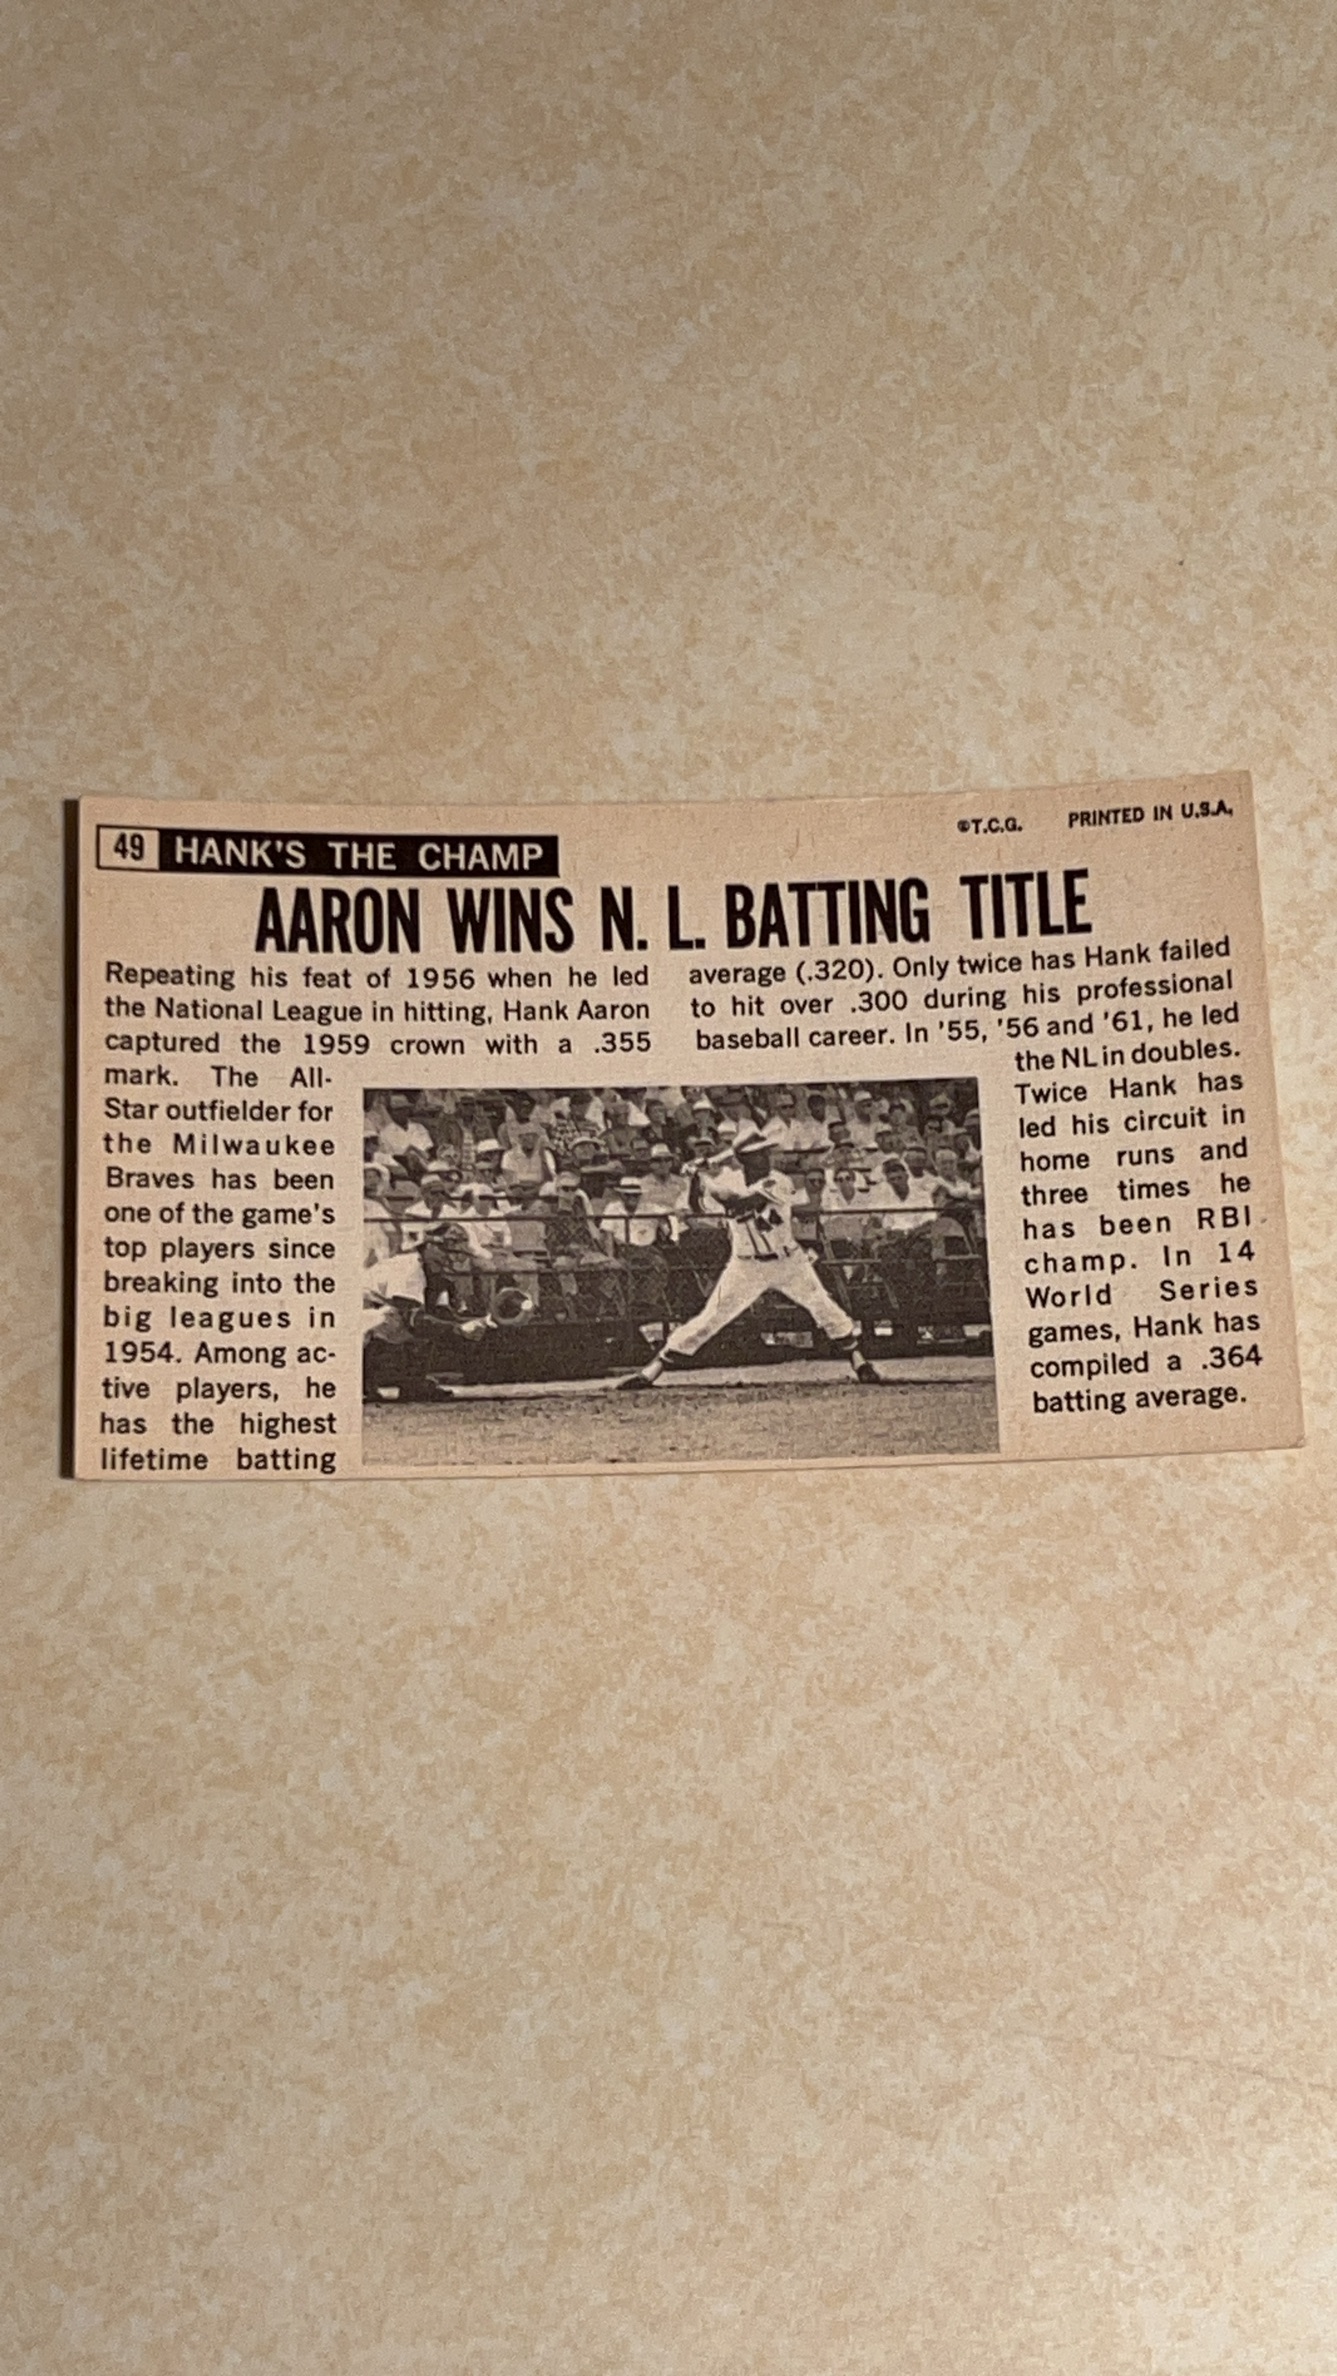 49 HANK'S THE CHAMP
©T.C.G. PRINTED IN U.S.A.
AARON WINS N. L. BATTING TITLE
Repeating his feat of 1956 when he led
the National League in hitting, Hank Aaron
captured the 1959 crown with a .355
mark. The All-
Star outfielder for
the Milwaukee
Braves has been
one of the game's
top players since
breaking into the
big leagues in
1954. Among ac-
tive players, he
has the highest
lifetime batting
average (.320). Only twice has Hank failed
to hit over .300 during his professional
baseball career. In '55, '56 and '61, he led
the NL in doubles.
Twice Hank has
led his circuit in
home runs and
three times he
has been RBI
champ. In 14
World Series
games, Hank has
compiled a .364
batting average.